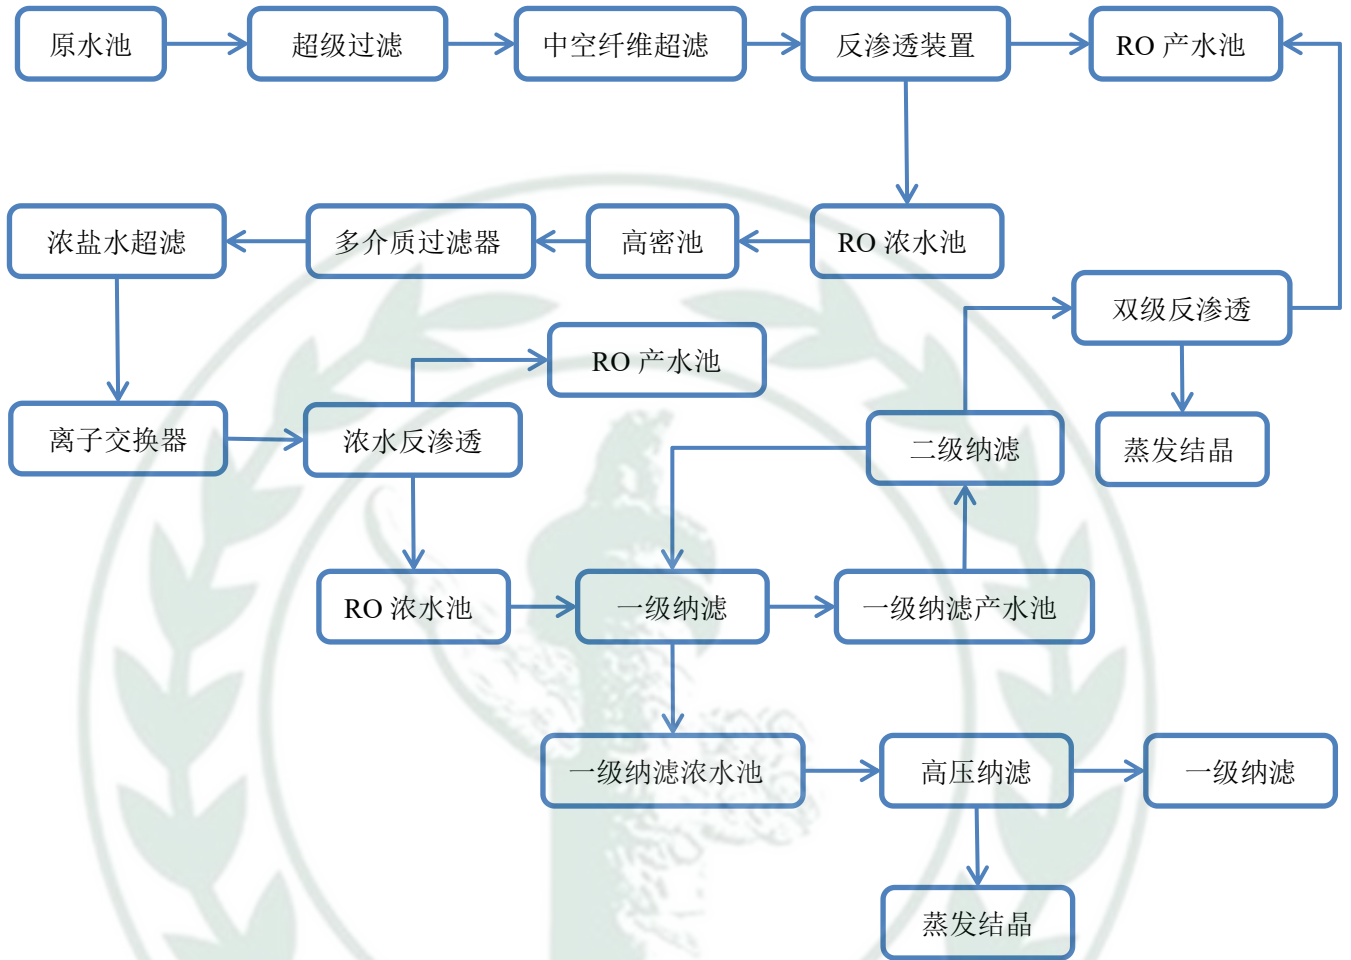 原水池
超级过滤
中空纤维超滤
反渗透装置
RO 产水池
浓盐水超滤
多介质过滤器
高密池
RO 浓水池
双级反渗透
RO 产水池
离子交换器
浓水反渗透
二级纳滤
蒸发结晶
RO 浓水池
一级纳滤
一级纳滤产水池
一级纳滤浓水池
高压纳滤
一级纳滤
蒸发结晶